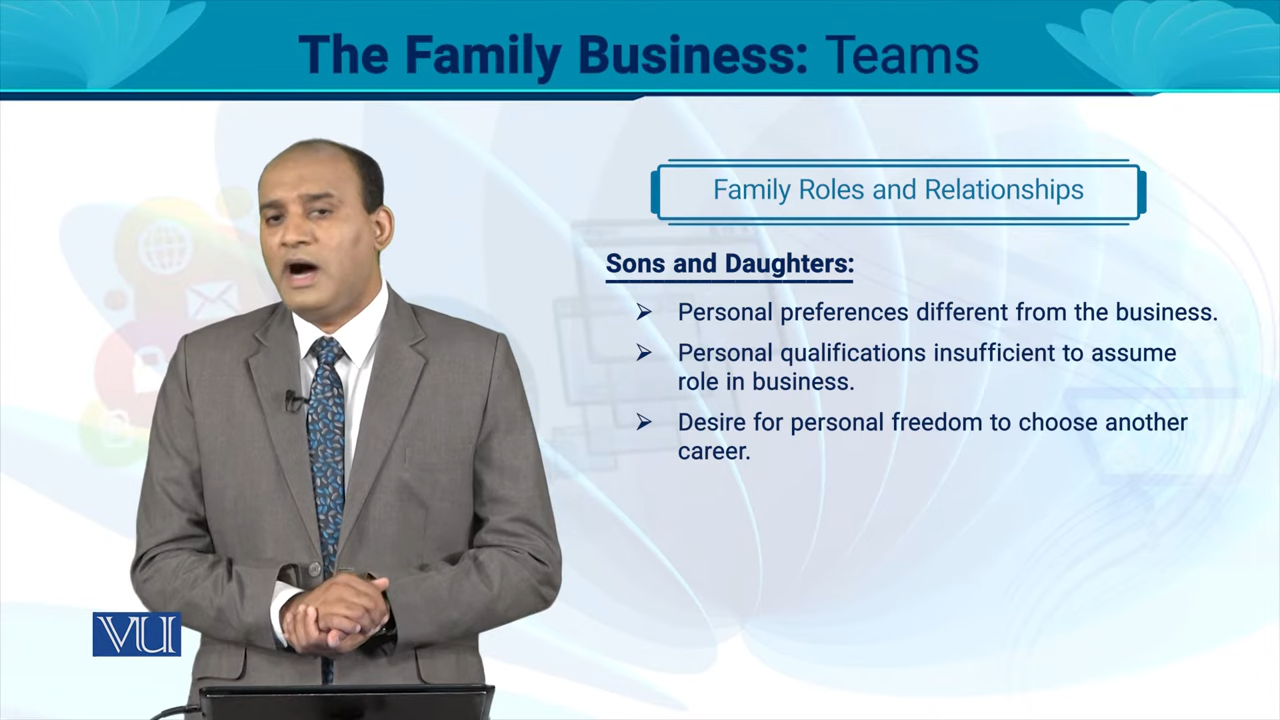 The Family Business: Teams
Family Roles and Relationships
Sons and Daughters:
Personal preferences different from the business.
Personal qualifications insufficient to assume
role in business.
Desire for personal freedom to choose another
career.
VU